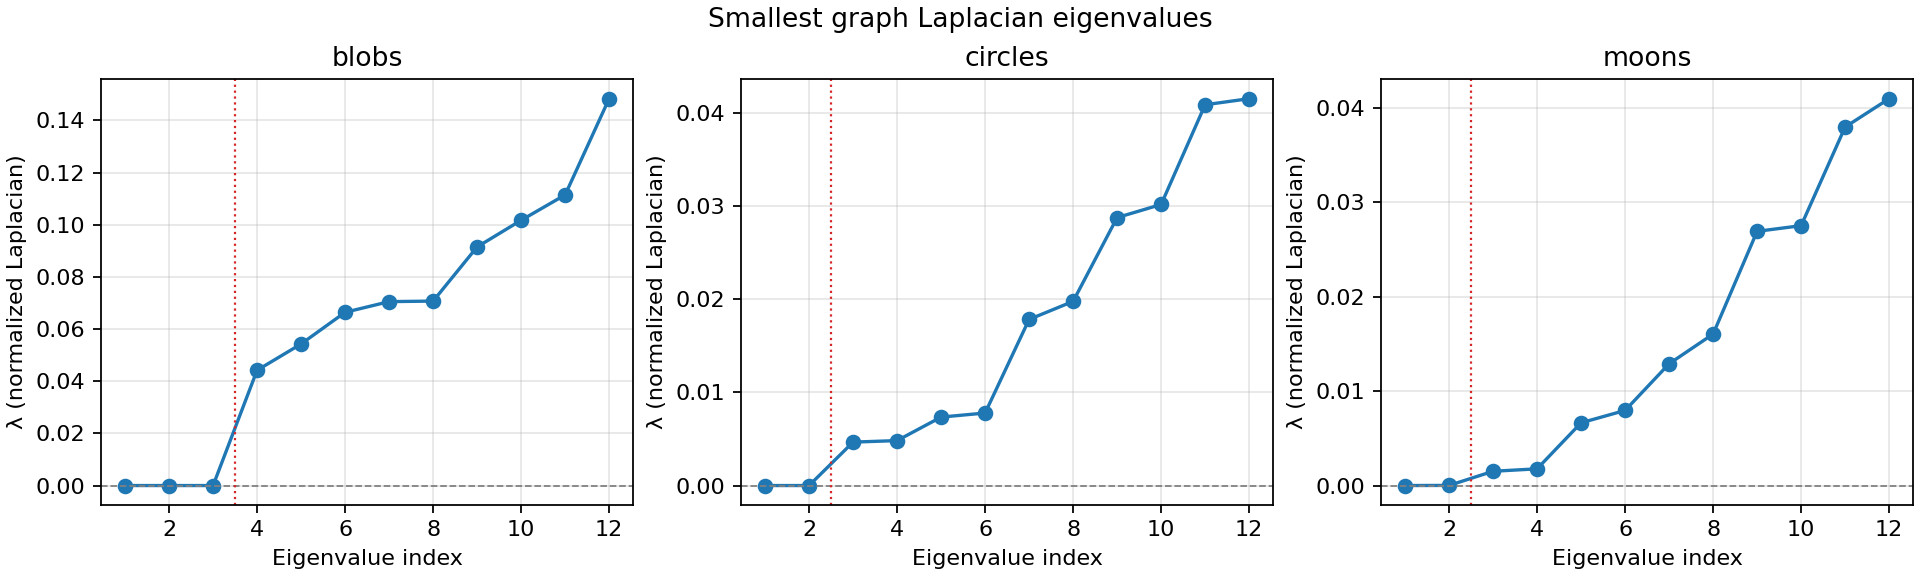 Smallest graph Laplacian eigenvalues
blobs
λ (normalized Laplacian)
0.14
0.12
0.10
0.08
0.06
0.04
0.02
0.00
2 4 6 8 10 12
Eigenvalue index
circles
λ (normalized Laplacian)
0.04
0.03
0.02
0.01
0.00
2 4 6 8 10 12
Eigenvalue index
moons
λ (normalized Laplacian)
0.04
0.03
0.02
0.01
0.00
2 4 6 8 10 12
Eigenvalue index